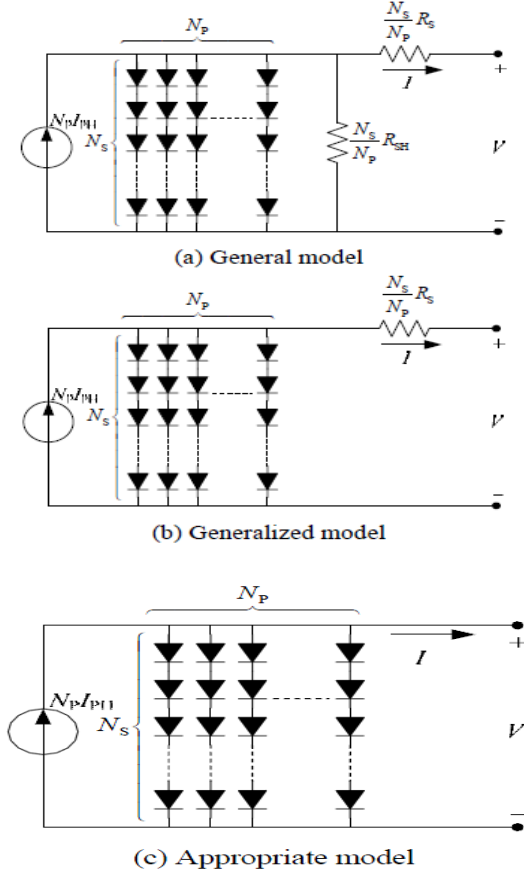 N_P
N_S/N_P R_S
I
+
N_P I_PH
N_S
N_S/N_P R_SH
V
−
(a) General model
N_P
N_S/N_P R_S
I
+
N_P I_PH
N_S
V
−
(b) Generalized model
N_P
I
+
N_P I_PH
N_S
V
−
(c) Appropriate model